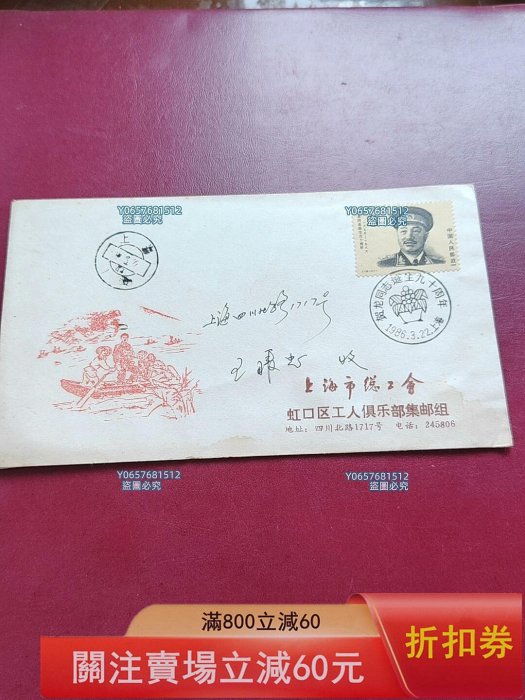 Y0657681512
盜圖必究
Y0657681512
盜圖必究
中国人民邮政
上海
贺龙同志诞生九十周年
1986.3.22.上海
上海四川北路1717号
王 收
上海市总工会
虹口区工人俱乐部集邮组
地址：四川北路1717号 电话：245806
Y0657681512
盜圖必究
Y0657681512
盜圖必究
滿800立減60
關注賣場立減60元
折扣券